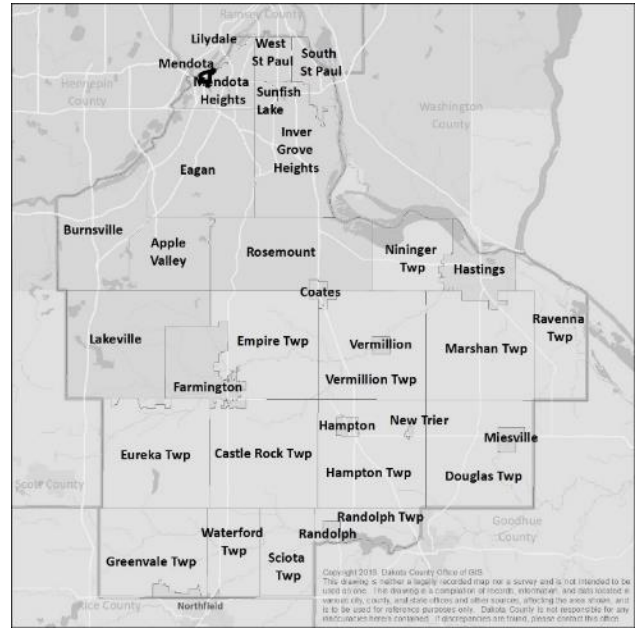 Ramsey County
Lilydale
West
St Paul
South
St Paul
Mendota
Mendota
Heights
Hennepin
County
Sunfish
Lake
Washington
County
Inver
Grove
Heights
Eagan
Burnsville
Apple
Valley
Rosemount
Nininger
Twp
Hastings
Coates
Lakeville
Empire Twp
Vermillion
Marshan Twp
Ravenna
Twp
Vermillion Twp
Farmington
Hampton
New Trier
Miesville
Eureka Twp
Castle Rock Twp
Hampton Twp
Douglas Twp
Scott County
Randolph Twp
Waterford
Twp
Randolph
Goodhue
County
Greenvale Twp
Sciota
Twp
Copyright 2018, Dakota County Office of GIS
This drawing is neither a legally recorded map nor a survey and is not intended to be
used as one. This drawing is a compilation of records, information, and data located in
various city, county, and state offices and other sources, affecting the area shown, and
is to be used for reference purposes only. Dakota County is not responsible for any
inaccuracies herein contained. If discrepancies are found, please contact this office.
Rice County
Northfield